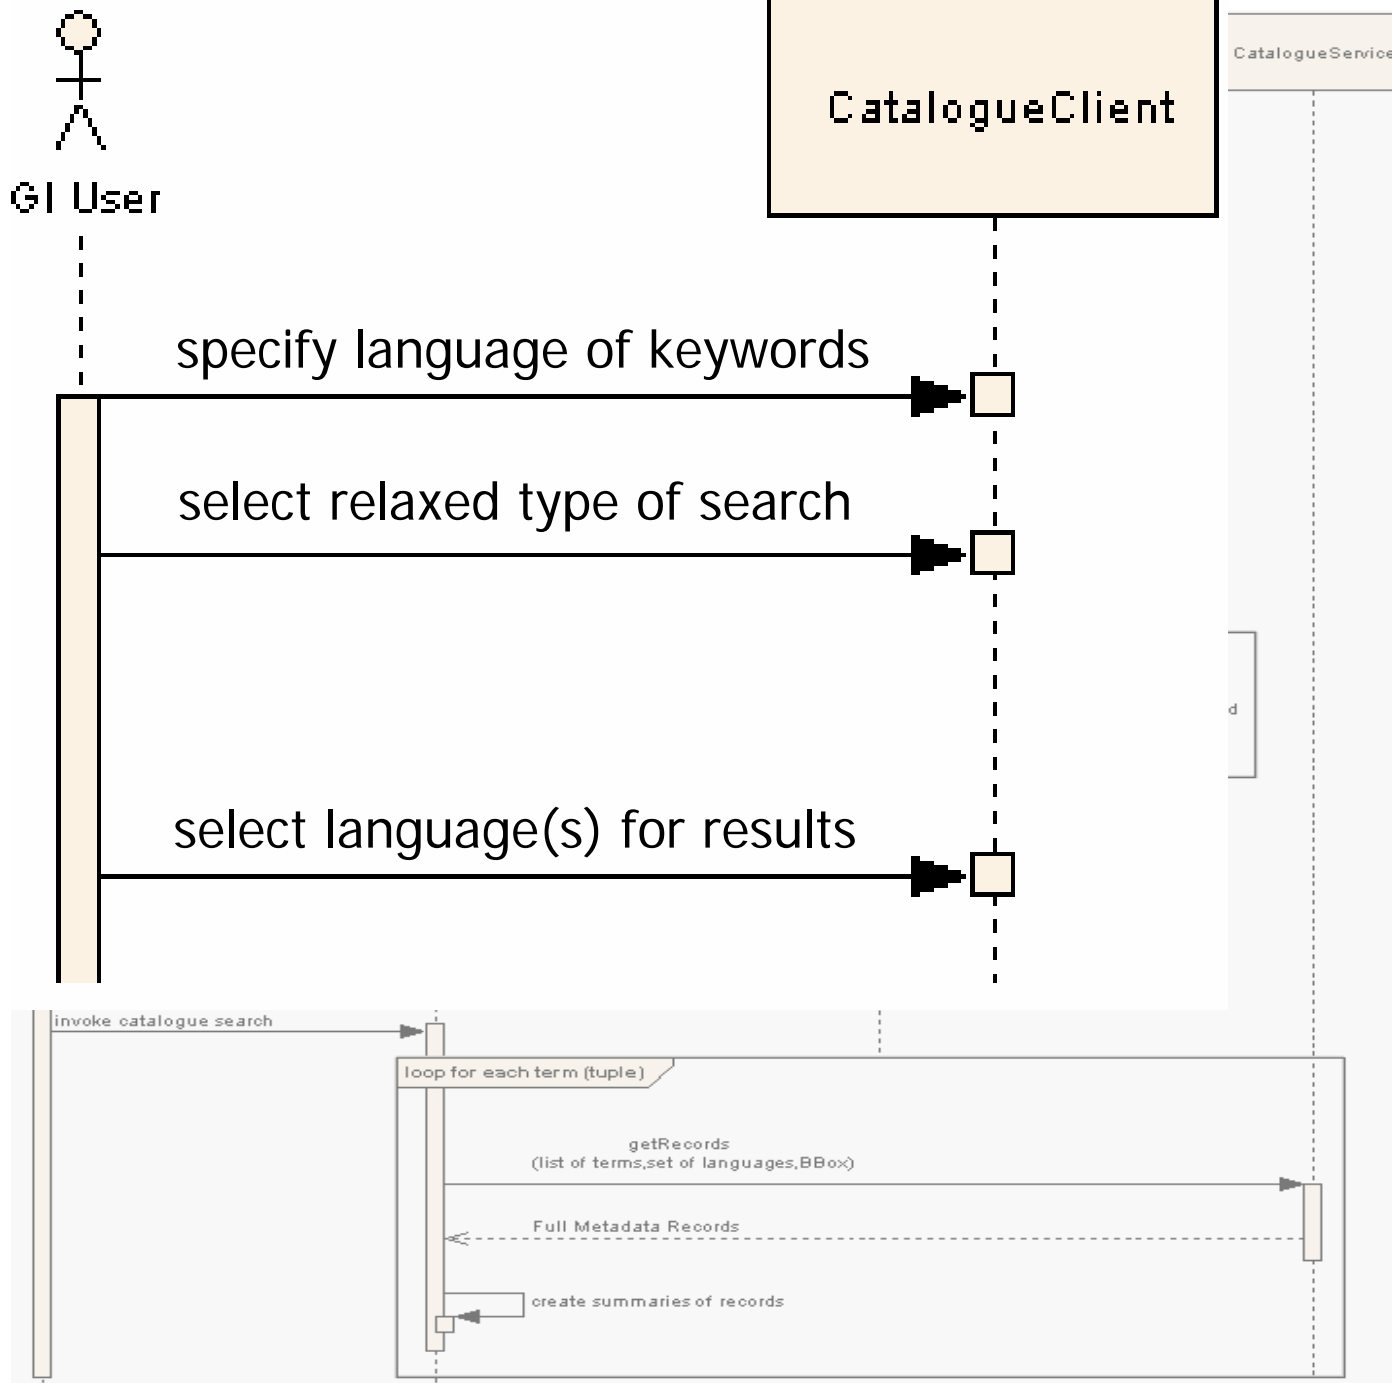 CatalogueService
CatalogueClient
GI User
specify language of keywords
select relaxed type of search
d
select language(s) for results
invoke catalogue search
loop for each term (tuple)
getRecords
(list of terms,set of languages,BBox)
Full Metadata Records
create summaries of records